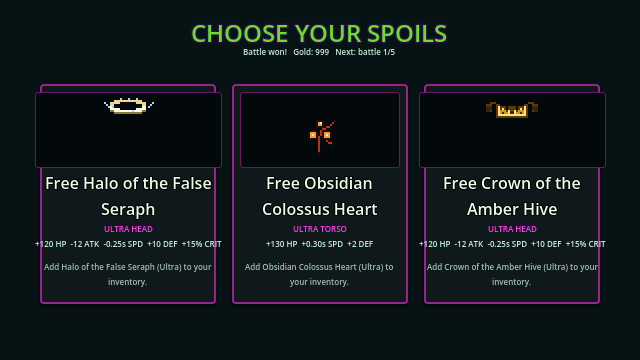 CHOOSE YOUR SPOILS
Battle won! Gold: 999 Next: battle 1/5
Free Halo of the False
Seraph
ULTRA HEAD
+120 HP -12 ATK -0.25s SPD +10 DEF +15% CRIT
Add Halo of the False Seraph (Ultra) to your
inventory.
Free Obsidian
Colossus Heart
ULTRA TORSO
+130 HP +0.30s SPD +2 DEF
Add Obsidian Colossus Heart (Ultra) to
your inventory.
Free Crown of the
Amber Hive
ULTRA HEAD
+120 HP -12 ATK -0.25s SPD +10 DEF +15% CRIT
Add Crown of the Amber Hive (Ultra) to your
inventory.